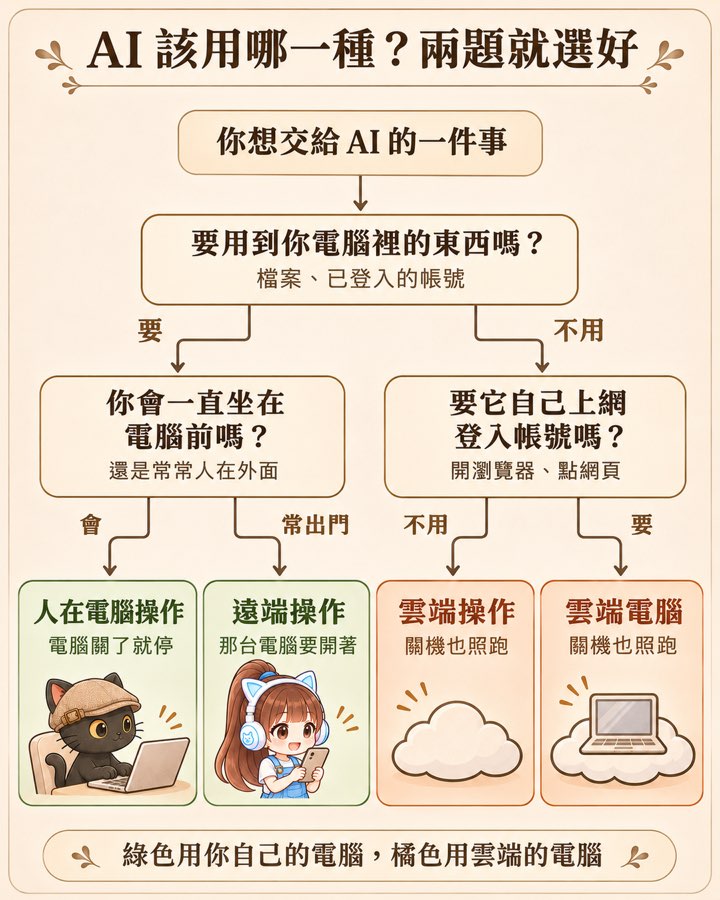 AI 該用哪一種？兩題就選好
你想交給 AI 的一件事
要用到你電腦裡的東西嗎？
檔案、已登入的帳號
要
不用
你會一直坐在
電腦前嗎？
還是常常人在外面
要它自己上網
登入帳號嗎？
開瀏覽器、點網頁
會
常出門
不用
要
人在電腦操作
電腦關了就停
遠端操作
那台電腦要開著
雲端操作
關機也照跑
雲端電腦
關機也照跑
綠色用你自己的電腦，橘色用雲端的電腦